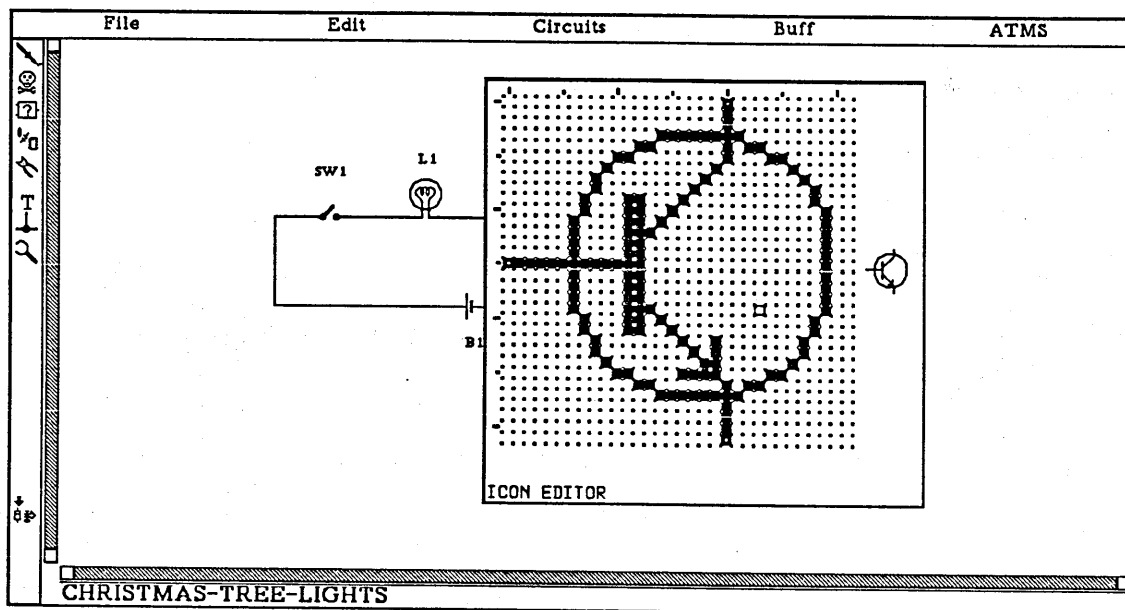 File Edit Circuits Buff ATMS
?
T
SW1
L1
B1
ICON EDITOR
CHRISTMAS-TREE-LIGHTS